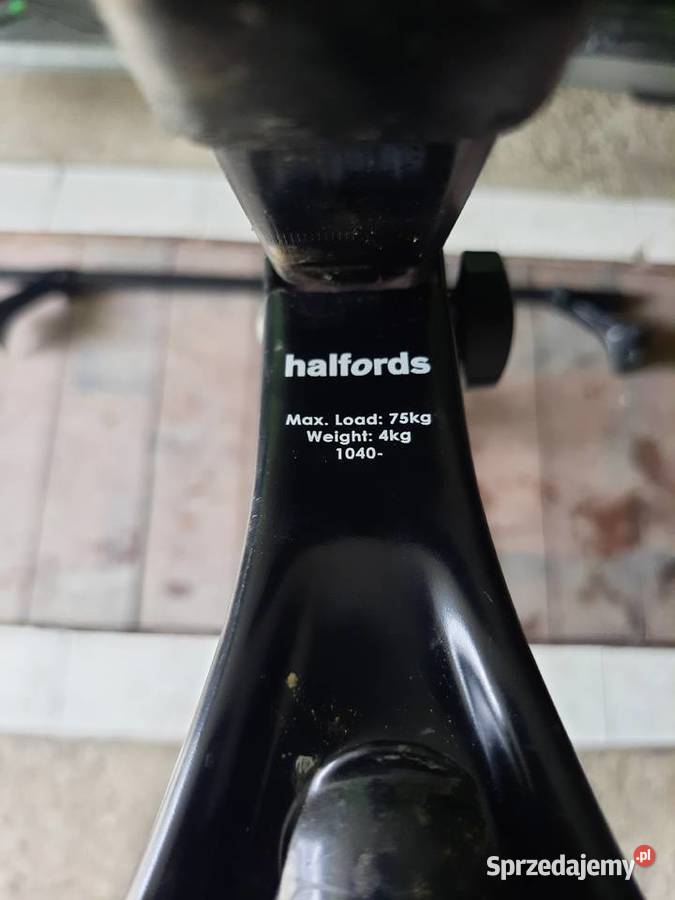 halfords
Max. Load: 75kg
Weight: 4kg
1040-
Sprzedajemy.pl